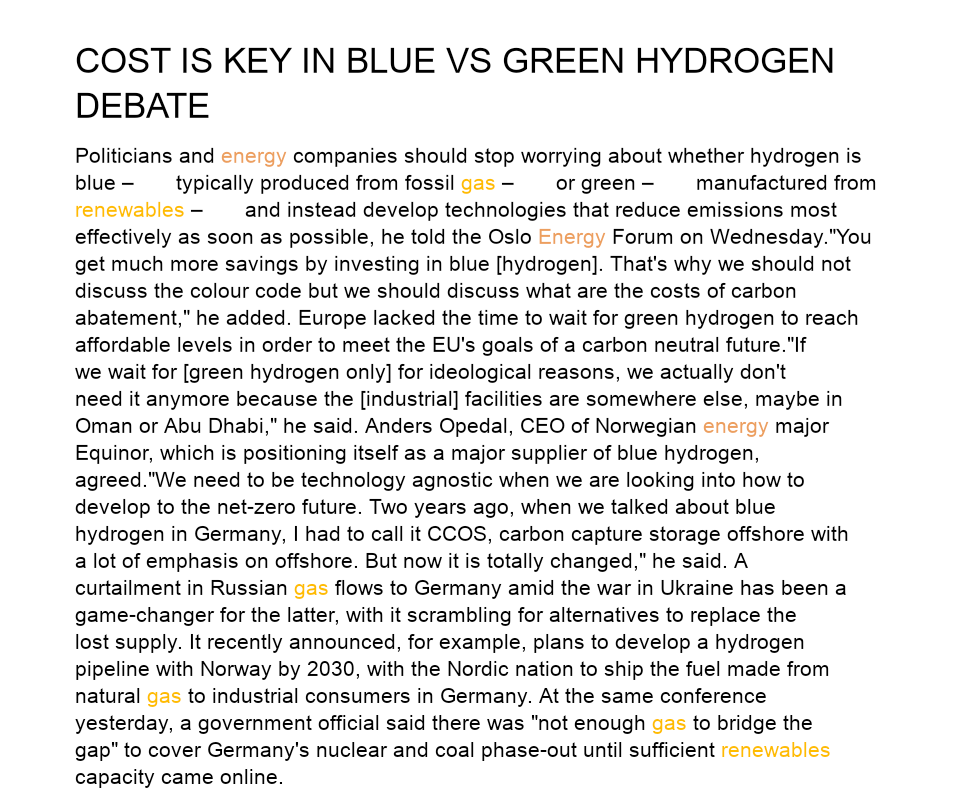 COST IS KEY IN BLUE VS GREEN HYDROGEN
DEBATE
Politicians and energy companies should stop worrying about whether hydrogen is
blue – typically produced from fossil gas – or green – manufactured from
renewables – and instead develop technologies that reduce emissions most
effectively as soon as possible, he told the Oslo Energy Forum on Wednesday."You
get much more savings by investing in blue [hydrogen]. That's why we should not
discuss the colour code but we should discuss what are the costs of carbon
abatement," he added. Europe lacked the time to wait for green hydrogen to reach
affordable levels in order to meet the EU's goals of a carbon neutral future."If
we wait for [green hydrogen only] for ideological reasons, we actually don't
need it anymore because the [industrial] facilities are somewhere else, maybe in
Oman or Abu Dhabi," he said. Anders Opedal, CEO of Norwegian energy major
Equinor, which is positioning itself as a major supplier of blue hydrogen,
agreed."We need to be technology agnostic when we are looking into how to
develop to the net-zero future. Two years ago, when we talked about blue
hydrogen in Germany, I had to call it CCOS, carbon capture storage offshore with
a lot of emphasis on offshore. But now it is totally changed," he said. A
curtailment in Russian gas flows to Germany amid the war in Ukraine has been a
game-changer for the latter, with it scrambling for alternatives to replace the
lost supply. It recently announced, for example, plans to develop a hydrogen
pipeline with Norway by 2030, with the Nordic nation to ship the fuel made from
natural gas to industrial consumers in Germany. At the same conference
yesterday, a government official said there was "not enough gas to bridge the
gap" to cover Germany's nuclear and coal phase-out until sufficient renewables
capacity came online.